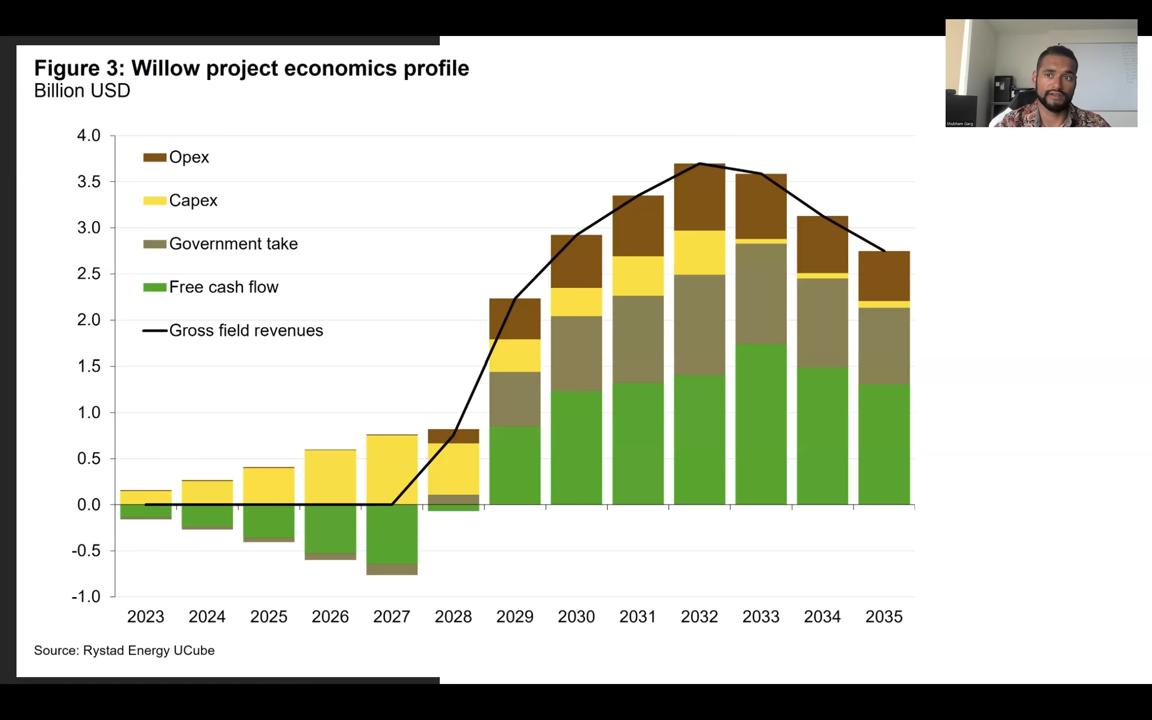 Figure 3: Willow project economics profile
Billion USD
4.0
3.5
3.0
2.5
2.0
1.5
1.0
0.5
0.0
-0.5
-1.0
Opex
Capex
Government take
Free cash flow
Gross field revenues
2023 2024 2025 2026 2027 2028 2029 2030 2031 2032 2033 2034 2035
Source: Rystad Energy UCube
Shubham Garg